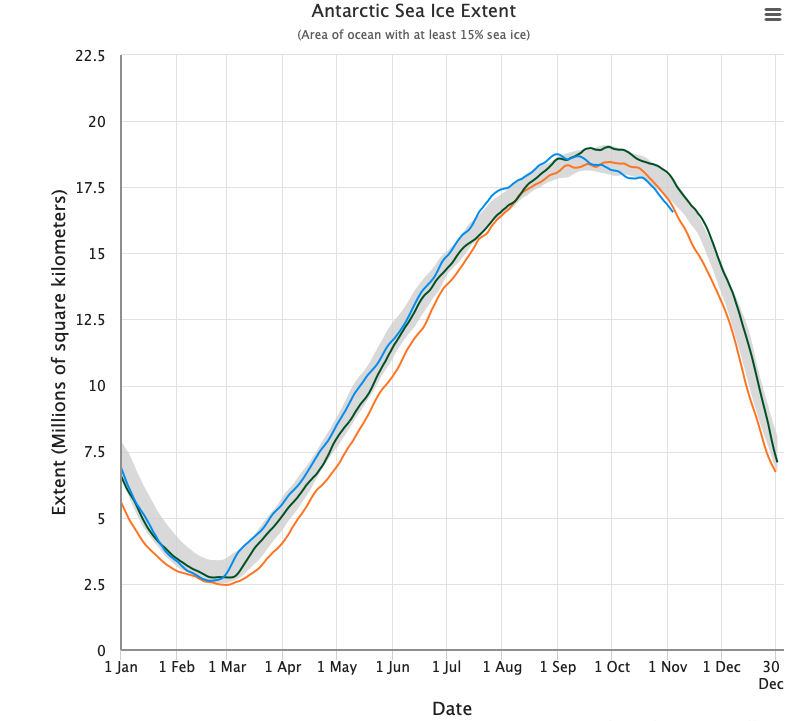 Antarctic Sea Ice Extent
(Area of ocean with at least 15% sea ice)
Extent (Millions of square kilometers)
22.5
20
17.5
15
12.5
10
7.5
5
2.5
0
1 Jan 1 Feb 1 Mar 1 Apr 1 May 1 Jun 1 Jul 1 Aug 1 Sep 1 Oct 1 Nov 1 Dec 30
Dec
Date